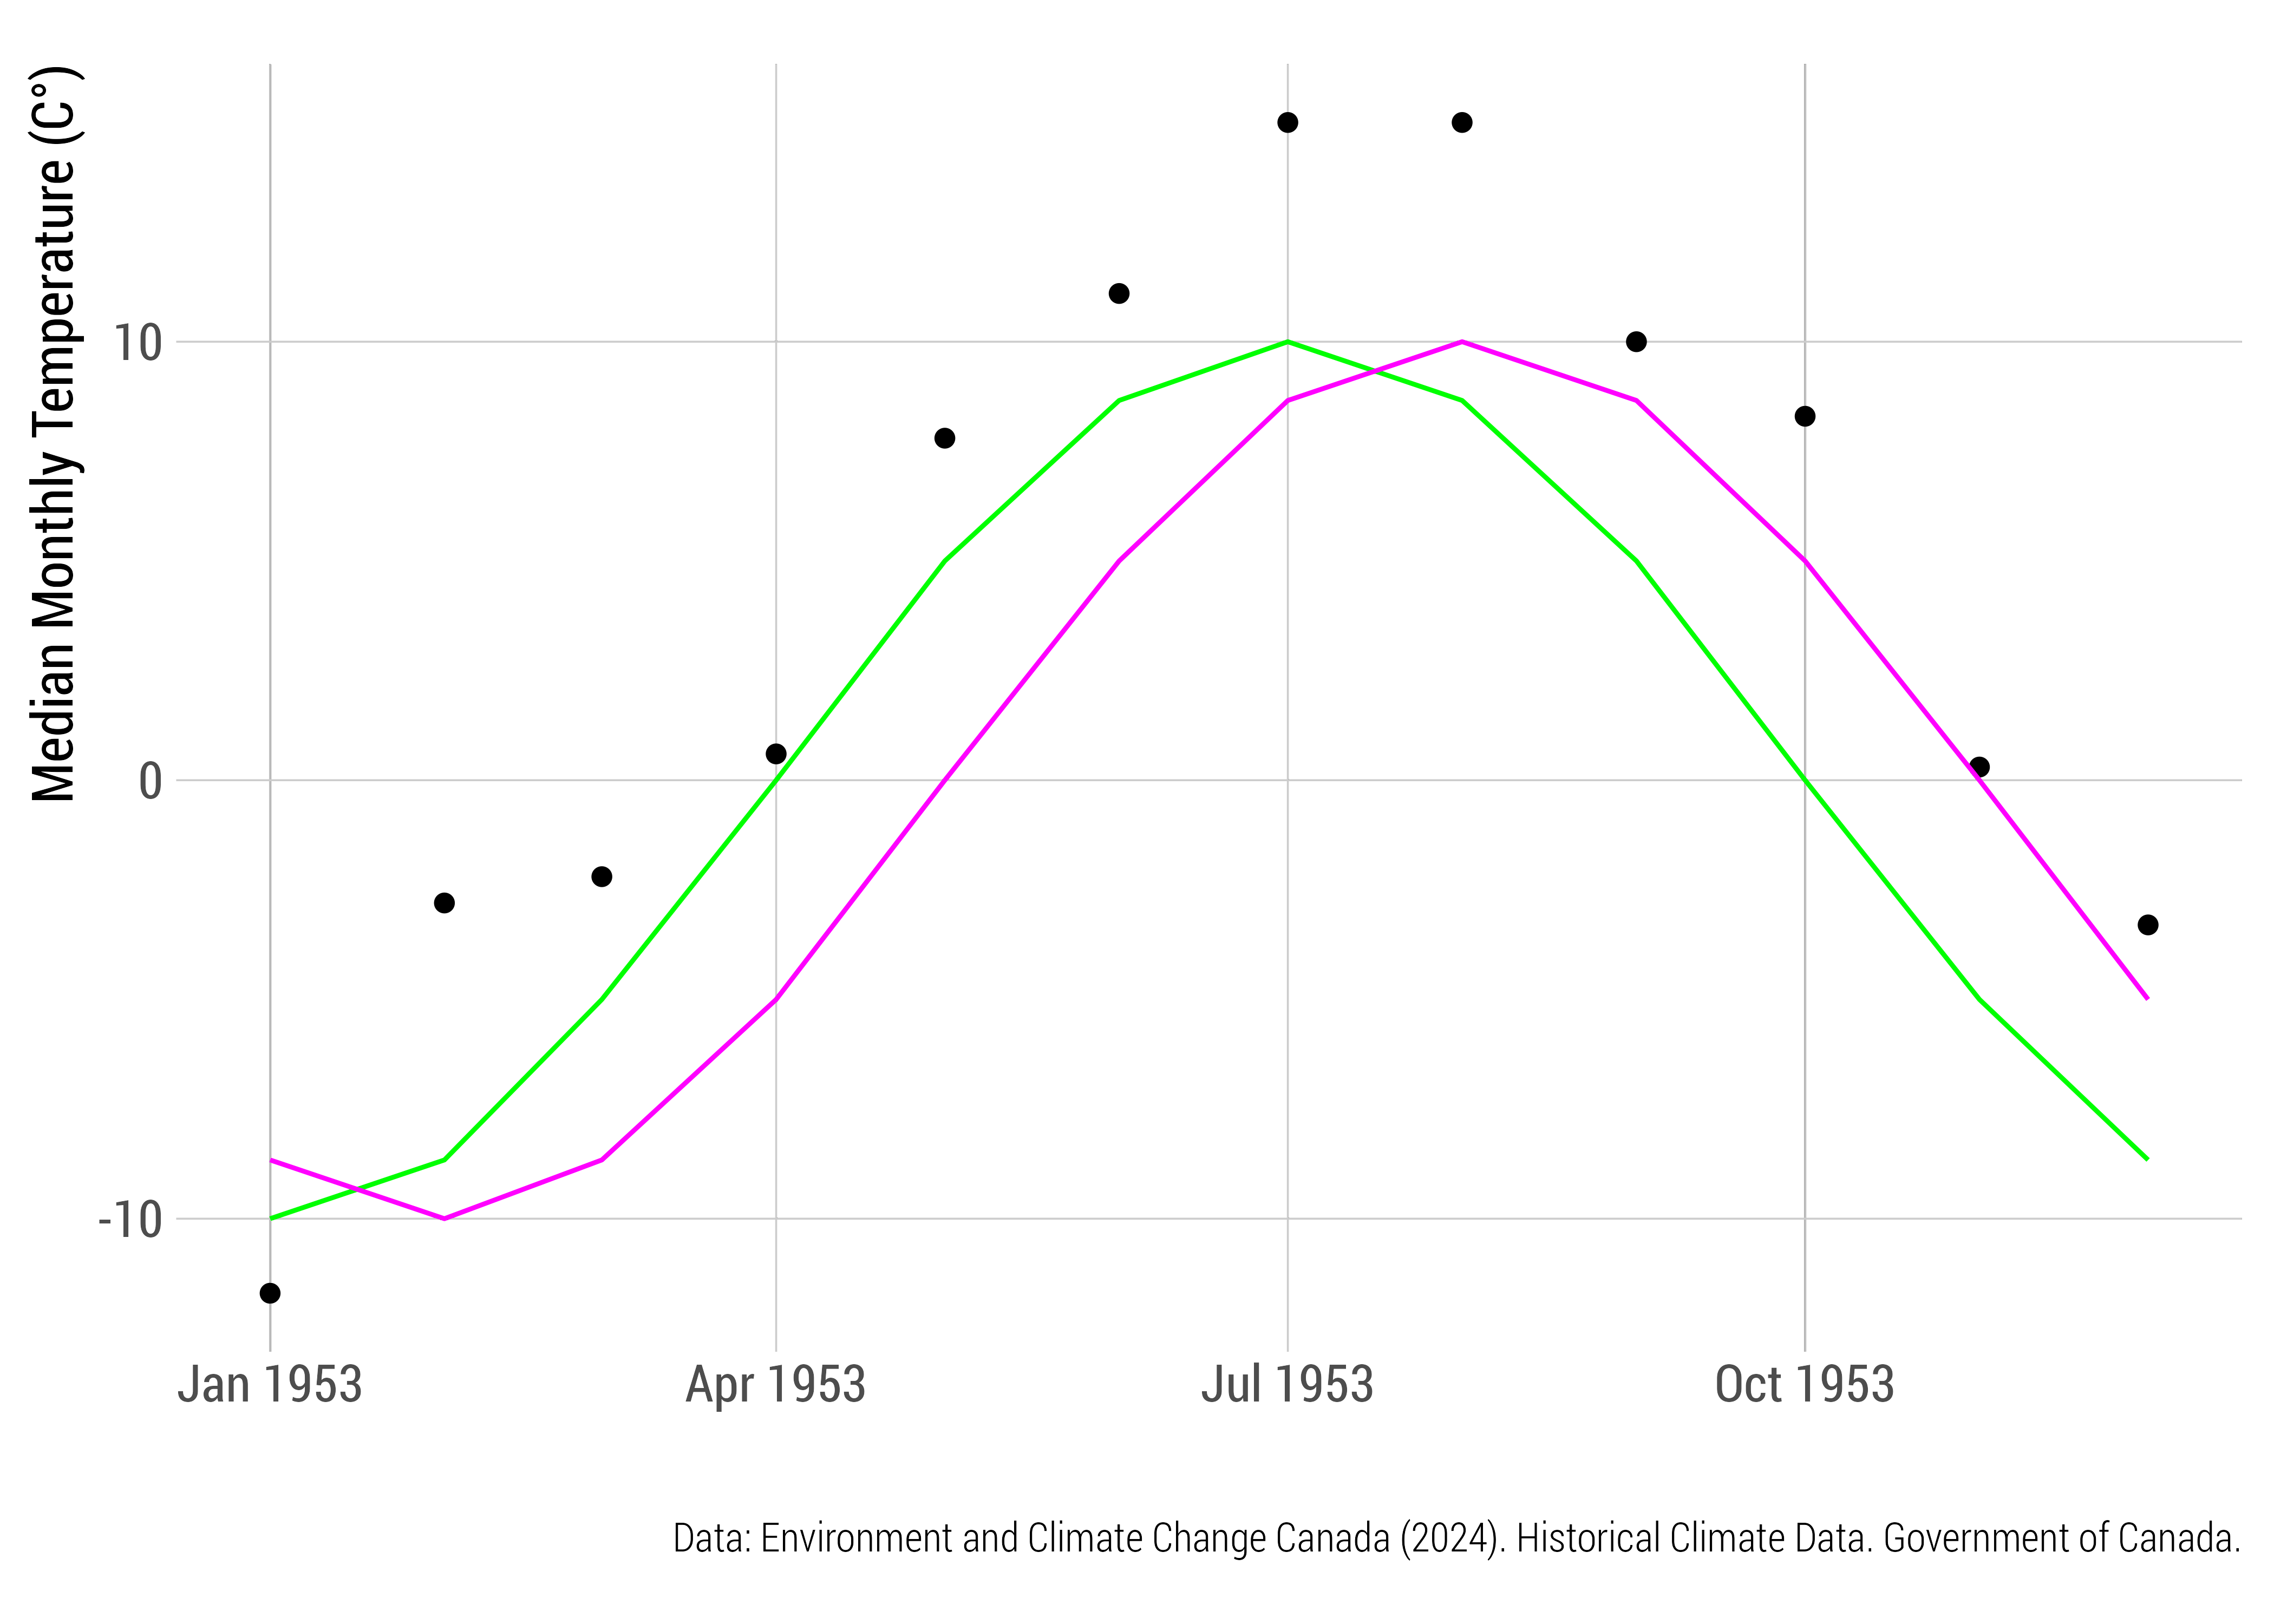 Median Monthly Temperature (C°)
10
0
-10
Jan 1953
Apr 1953
Jul 1953
Oct 1953
Data: Environment and Climate Change Canada (2024). Historical Climate Data. Government of Canada.